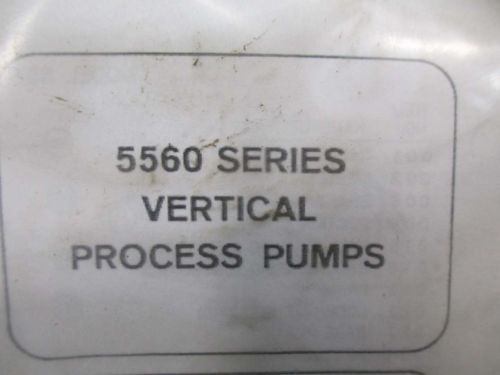 5560 SERIES
VERTICAL
PROCESS PUMPS